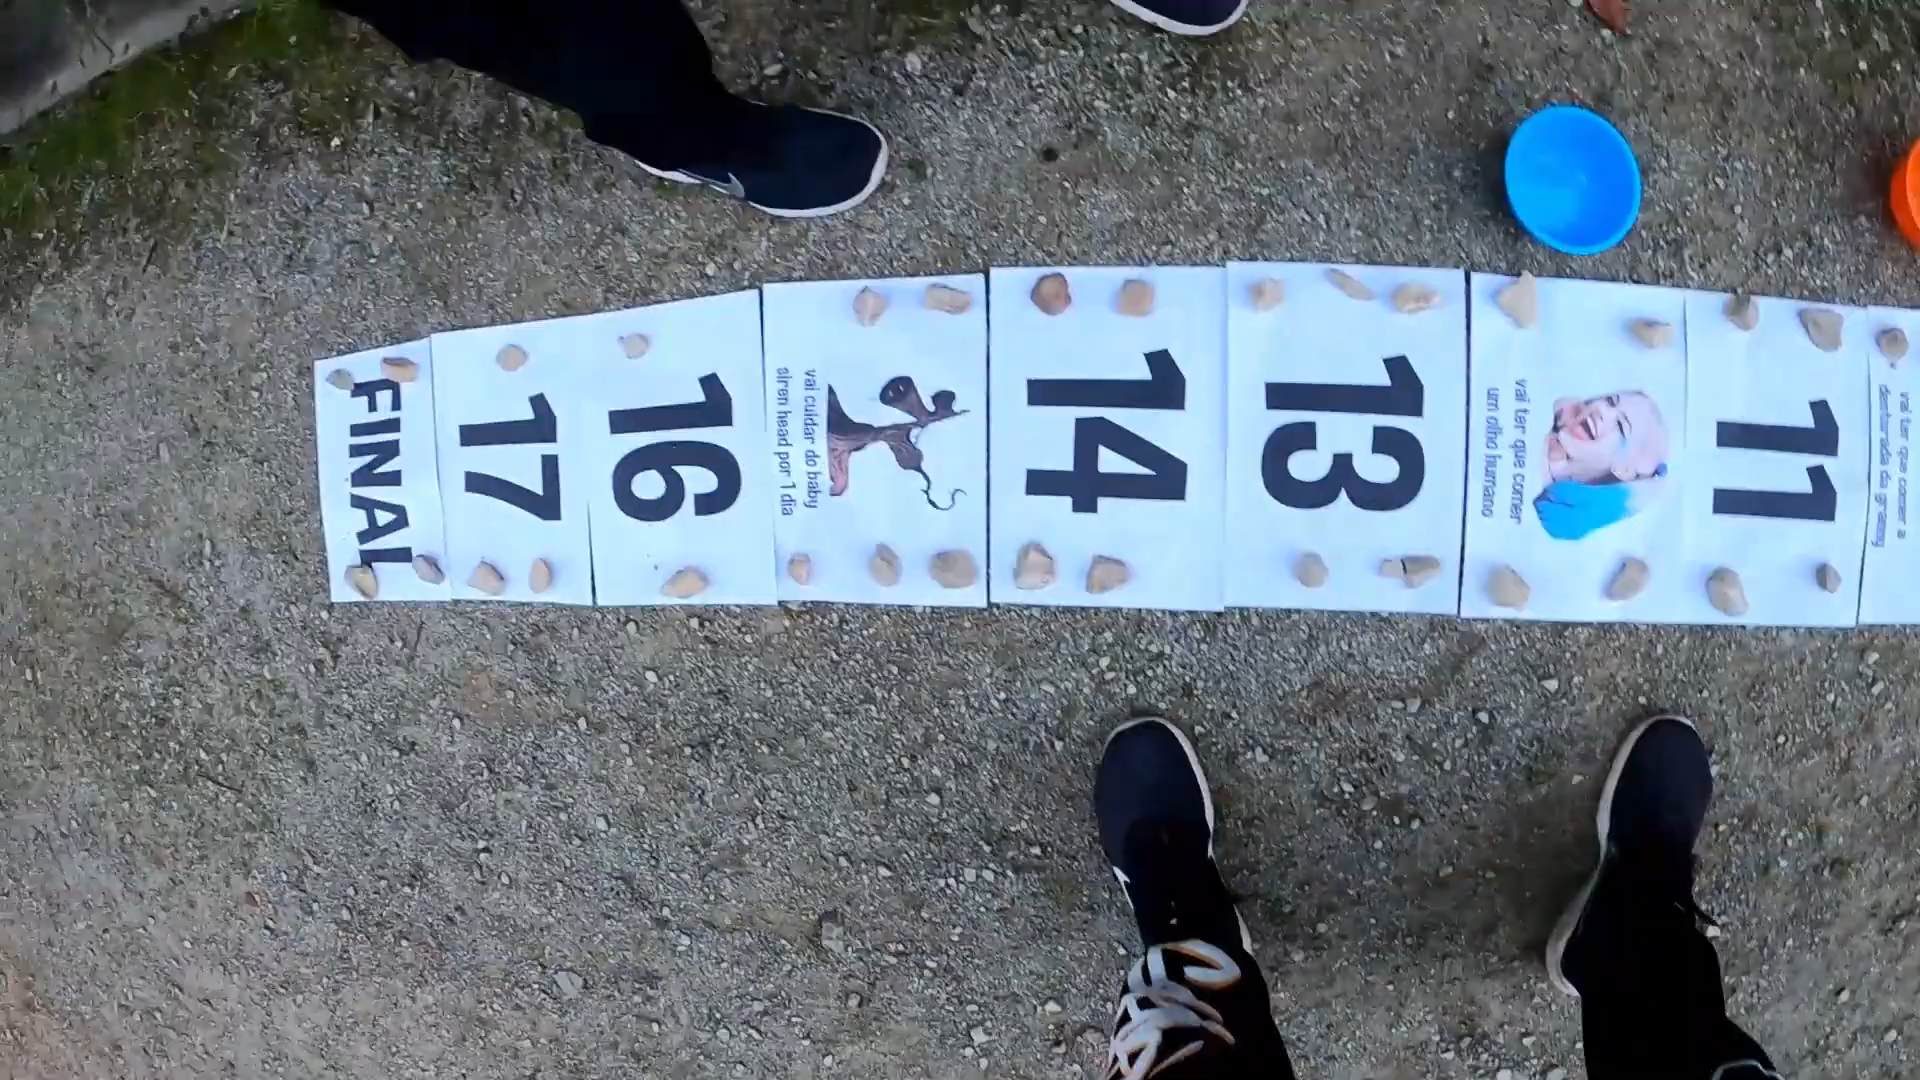 FINAL
17
16
vai cuidar do baby
siren head por 1 dia
14
13
vai ter que comer
um olho humano
11
vai ter que comer a
dentadura da granny